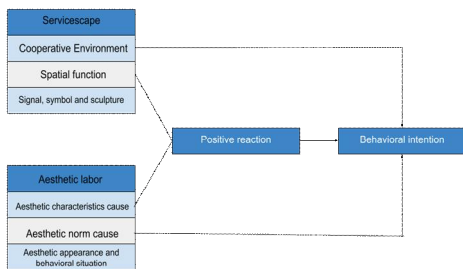 Servicescape
Cooperative Environment
Spatial function
Signal, symbol and sculpture
Positive reaction
Behavioral intention
Aesthetic labor
Aesthetic characteristics cause
Aesthetic norm cause
Aesthetic appearance and
behavioral situation